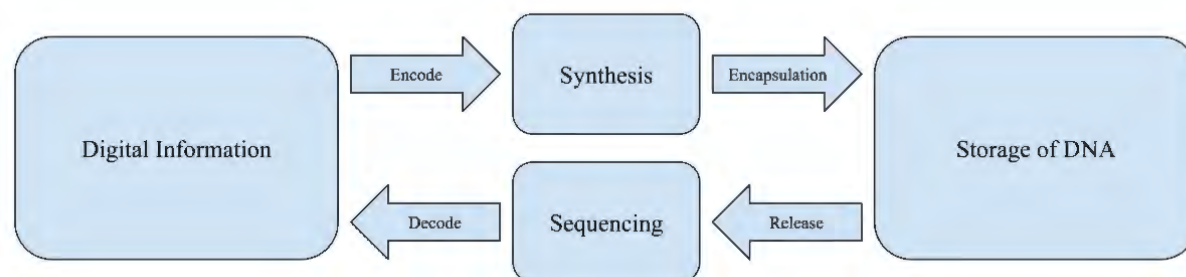 Digital Information
Encode
Synthesis
Encapsulation
Storage of DNA
Decode
Sequencing
Release